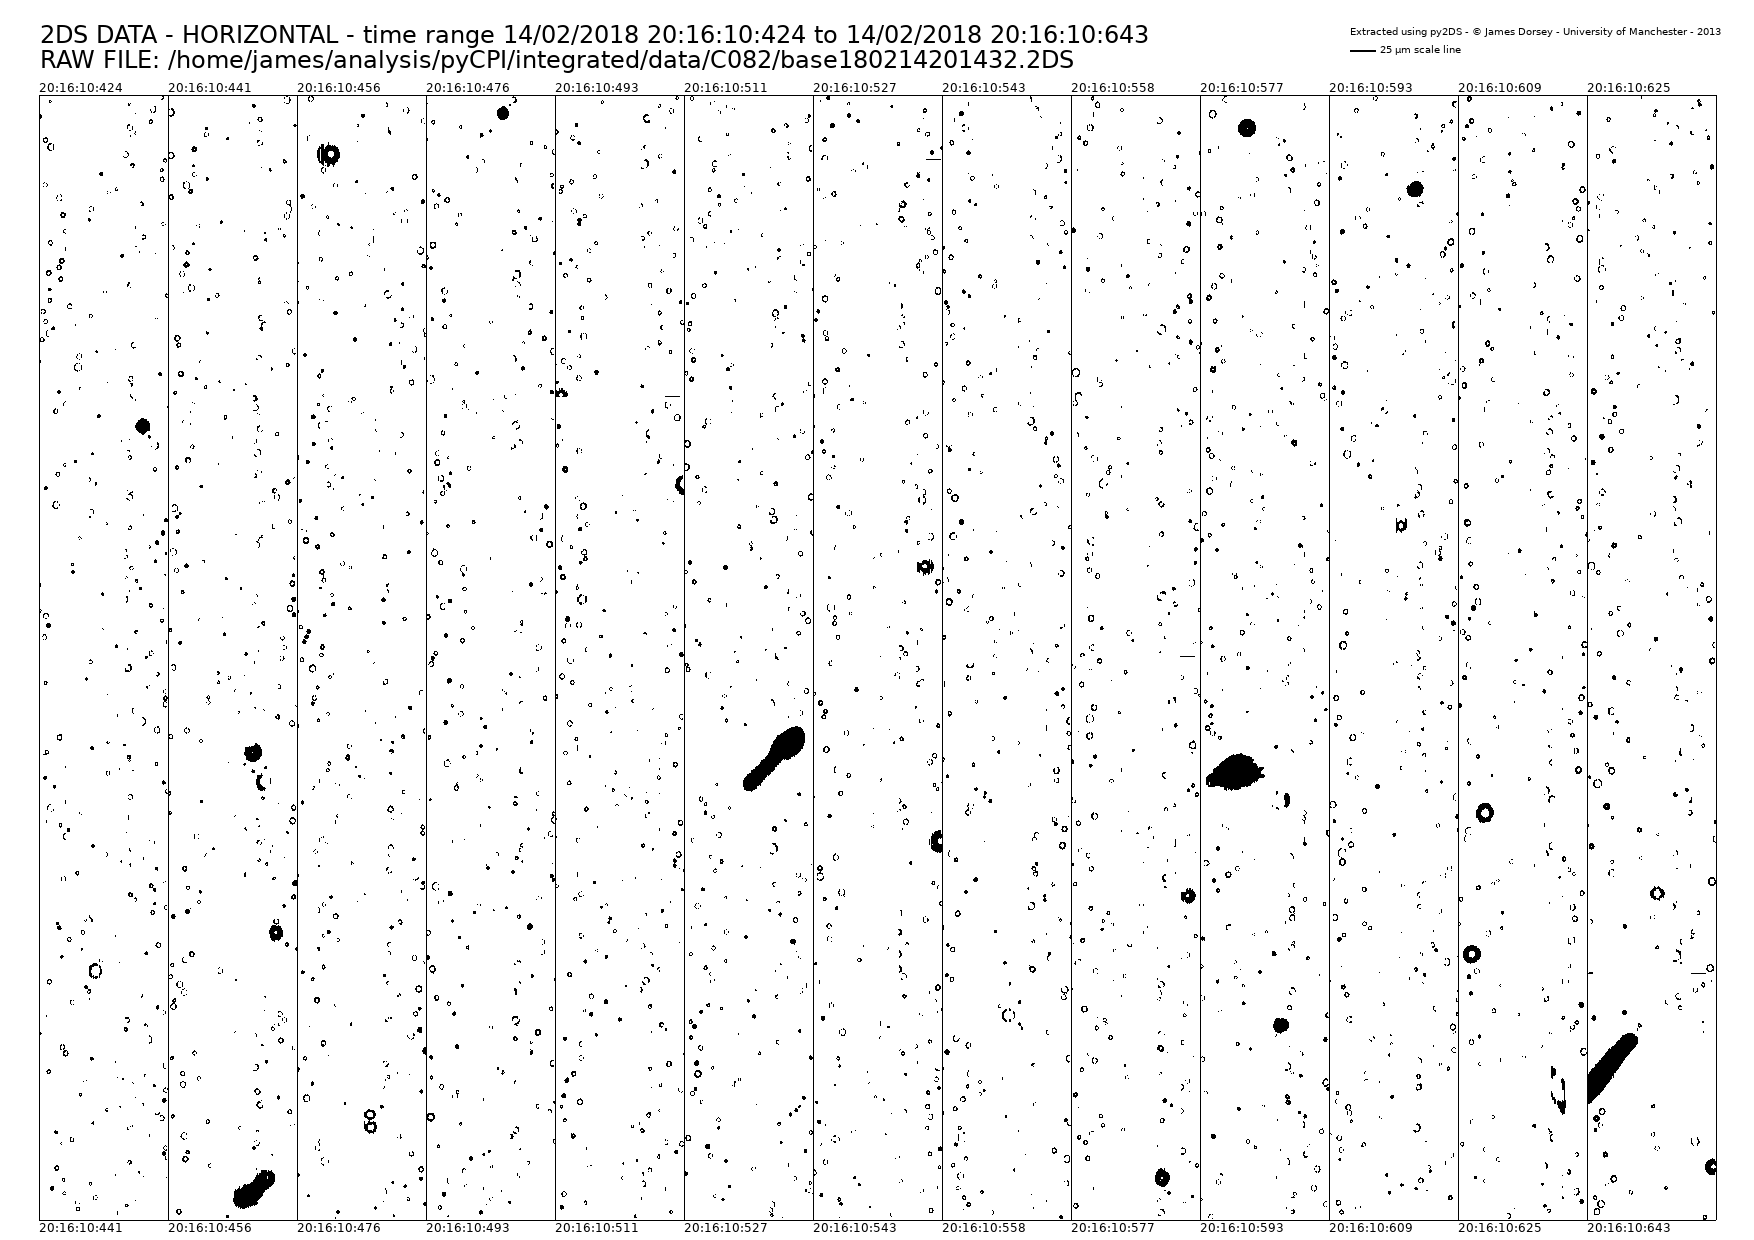 2DS DATA - HORIZONTAL - time range 14/02/2018 20:16:10:424 to 14/02/2018 20:16:10:643
RAW FILE: /home/james/analysis/pyCPI/integrated/data/C082/base180214201432.2DS
Extracted using py2DS - © James Dorsey - University of Manchester - 2013
25 µm scale line
20:16:10:424 20:16:10:441 20:16:10:456 20:16:10:476 20:16:10:493 20:16:10:511 20:16:10:527 20:16:10:543 20:16:10:558 20:16:10:577 20:16:10:593 20:16:10:609 20:16:10:625
20:16:10:441 20:16:10:456 20:16:10:476 20:16:10:493 20:16:10:511 20:16:10:527 20:16:10:543 20:16:10:558 20:16:10:577 20:16:10:593 20:16:10:609 20:16:10:625 20:16:10:643